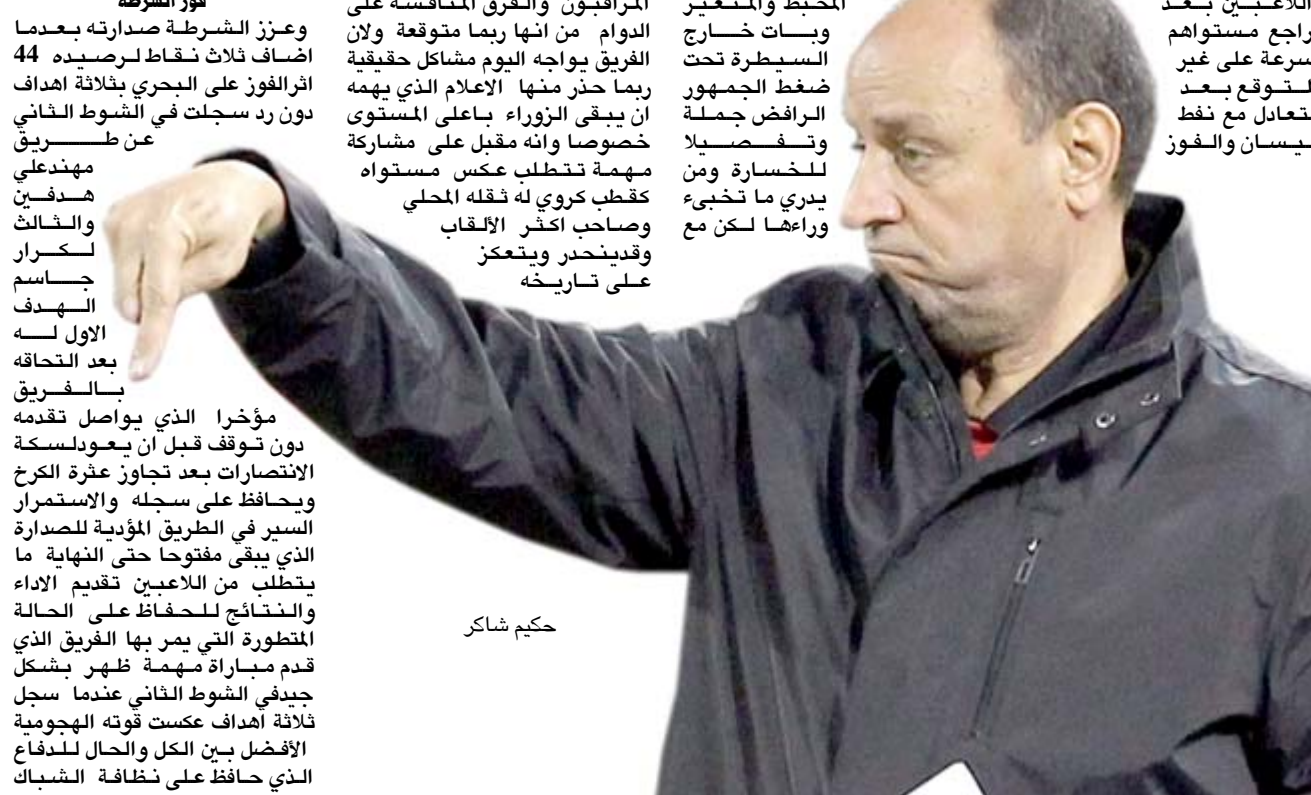 اللاعبين بعد
راجع مستواهم
سرعة على غير
لتوقع بعد
تعادل مع نفط
يسان والفوز
المحبط والمتغير
وبات خارج
السيطرة تحت
ضغط الجمهور
الرافض جملة
وتفصيلا
للخسارة ومن
يدري ما تخبىء
وراءها لكن مع
المراقبون والفرق المنافسة على
الدوام من انها ربما متوقعة ولان
الفريق يواجه اليوم مشاكل حقيقية
ربما حذر منها الاعلام الذي يهمه
ان يبقى الزوراء باعلى المستوى
خصوصا وانه مقبل على مشاركة
مهمة تتطلب عكس مستواه
كقطب كروي له ثقله المحلي
وصاحب اكثر الألقاب
وقدينحدر ويتعكز
على تاريخه
فوز الشرطة
وعزز الشرطة صدارته بعدما
اضاف ثلاث نقاط لرصيده 44
اثرالفوز على البحري بثلاثة اهداف
دون رد سجلت في الشوط الثاني
عن طريق
مهندعلي
هدفين
والثالث
لكرار
جاسم
الهدف
الاول له
بعد التحاقه
بالفريق
مؤخرا الذي يواصل تقدمه
دون توقف قبل ان يعودلسكة
الانتصارات بعد تجاوز عثرة الكرخ
ويحافظ على سجله والاستمرار
السير في الطريق المؤدية للصدارة
الذي يبقى مفتوحا حتى النهاية ما
يتطلب من اللاعبين تقديم الاداء
والنتائج للحفاظ على الحالة
المتطورة التي يمر بها الفريق الذي
قدم مباراة مهمة ظهر بشكل
جيدفي الشوط الثاني عندما سجل
ثلاثة اهداف عكست قوته الهجومية
الأفضل بين الكل والحال للدفاع
الذي حافظ على نظافة الشباك
حكيم شاكر